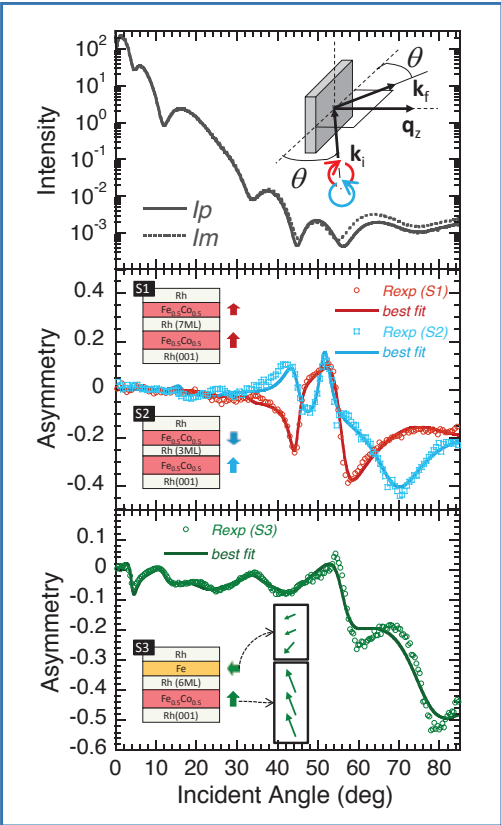 10²
10¹
10⁰
10⁻¹
10⁻²
10⁻³
Intensity
θ
k_f
q_z
k_i
θ
Ip
Im
0.4
0.2
0
-0.2
-0.4
Asymmetry
S1
Rh
Fe₀.₅Co₀.₅
Rh (7ML)
Fe₀.₅Co₀.₅
Rh(001)
Rexp (S1)
best fit
Rexp (S2)
best fit
S2
Rh
Fe₀.₅Co₀.₅
Rh (3ML)
Fe₀.₅Co₀.₅
Rh(001)
0.1
0
-0.1
-0.2
-0.3
-0.4
-0.5
-0.6
Asymmetry
Rexp (S3)
best fit
S3
Rh
Fe
Rh (6ML)
Fe₀.₅Co₀.₅
Rh(001)
0 10 20 30 40 50 60 70 80
Incident Angle (deg)